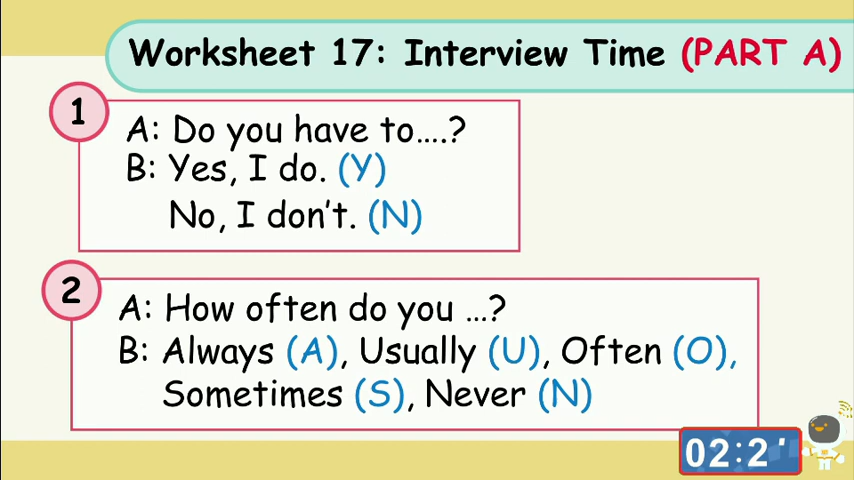 Worksheet 17: Interview Time (PART A)
1
A: Do you have to....?
B: Yes, I do. (Y)
No, I don't. (N)
2
A: How often do you ...?
B: Always (A), Usually (U), Often (O),
Sometimes (S), Never (N)